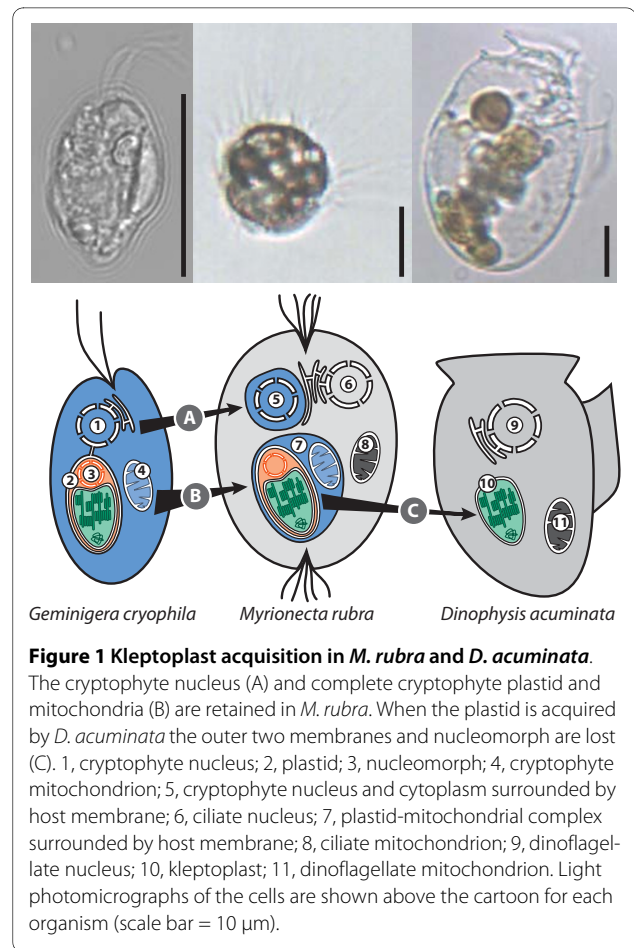 1
2
3
4
A
B
5
6
7
8
C
9
10
11
Geminigera cryophila
Myrionecta rubra
Dinophysis acuminata
Figure 1 Kleptoplast acquisition in M. rubra and D. acuminata.
The cryptophyte nucleus (A) and complete cryptophyte plastid and
mitochondria (B) are retained in M. rubra. When the plastid is acquired
by D. acuminata the outer two membranes and nucleomorph are lost
(C). 1, cryptophyte nucleus; 2, plastid; 3, nucleomorph; 4, cryptophyte
mitochondrion; 5, cryptophyte nucleus and cytoplasm surrounded by
host membrane; 6, ciliate nucleus; 7, plastid-mitochondrial complex
surrounded by host membrane; 8, ciliate mitochondrion; 9, dinoflagel-
late nucleus; 10, kleptoplast; 11, dinoflagellate mitochondrion. Light
photomicrographs of the cells are shown above the cartoon for each
organism (scale bar = 10 μm).